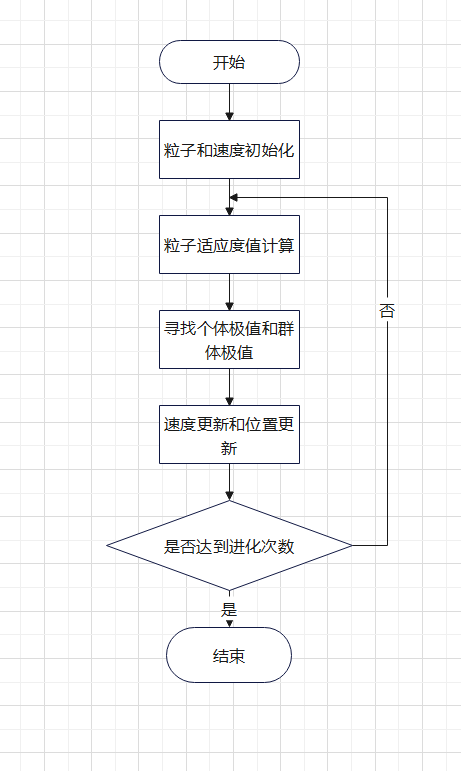 开始
粒子和速度初始化
粒子适应度值计算
否
寻找个体极值和群
体极值
速度更新和位置更
新
是否达到进化次数
是
结束